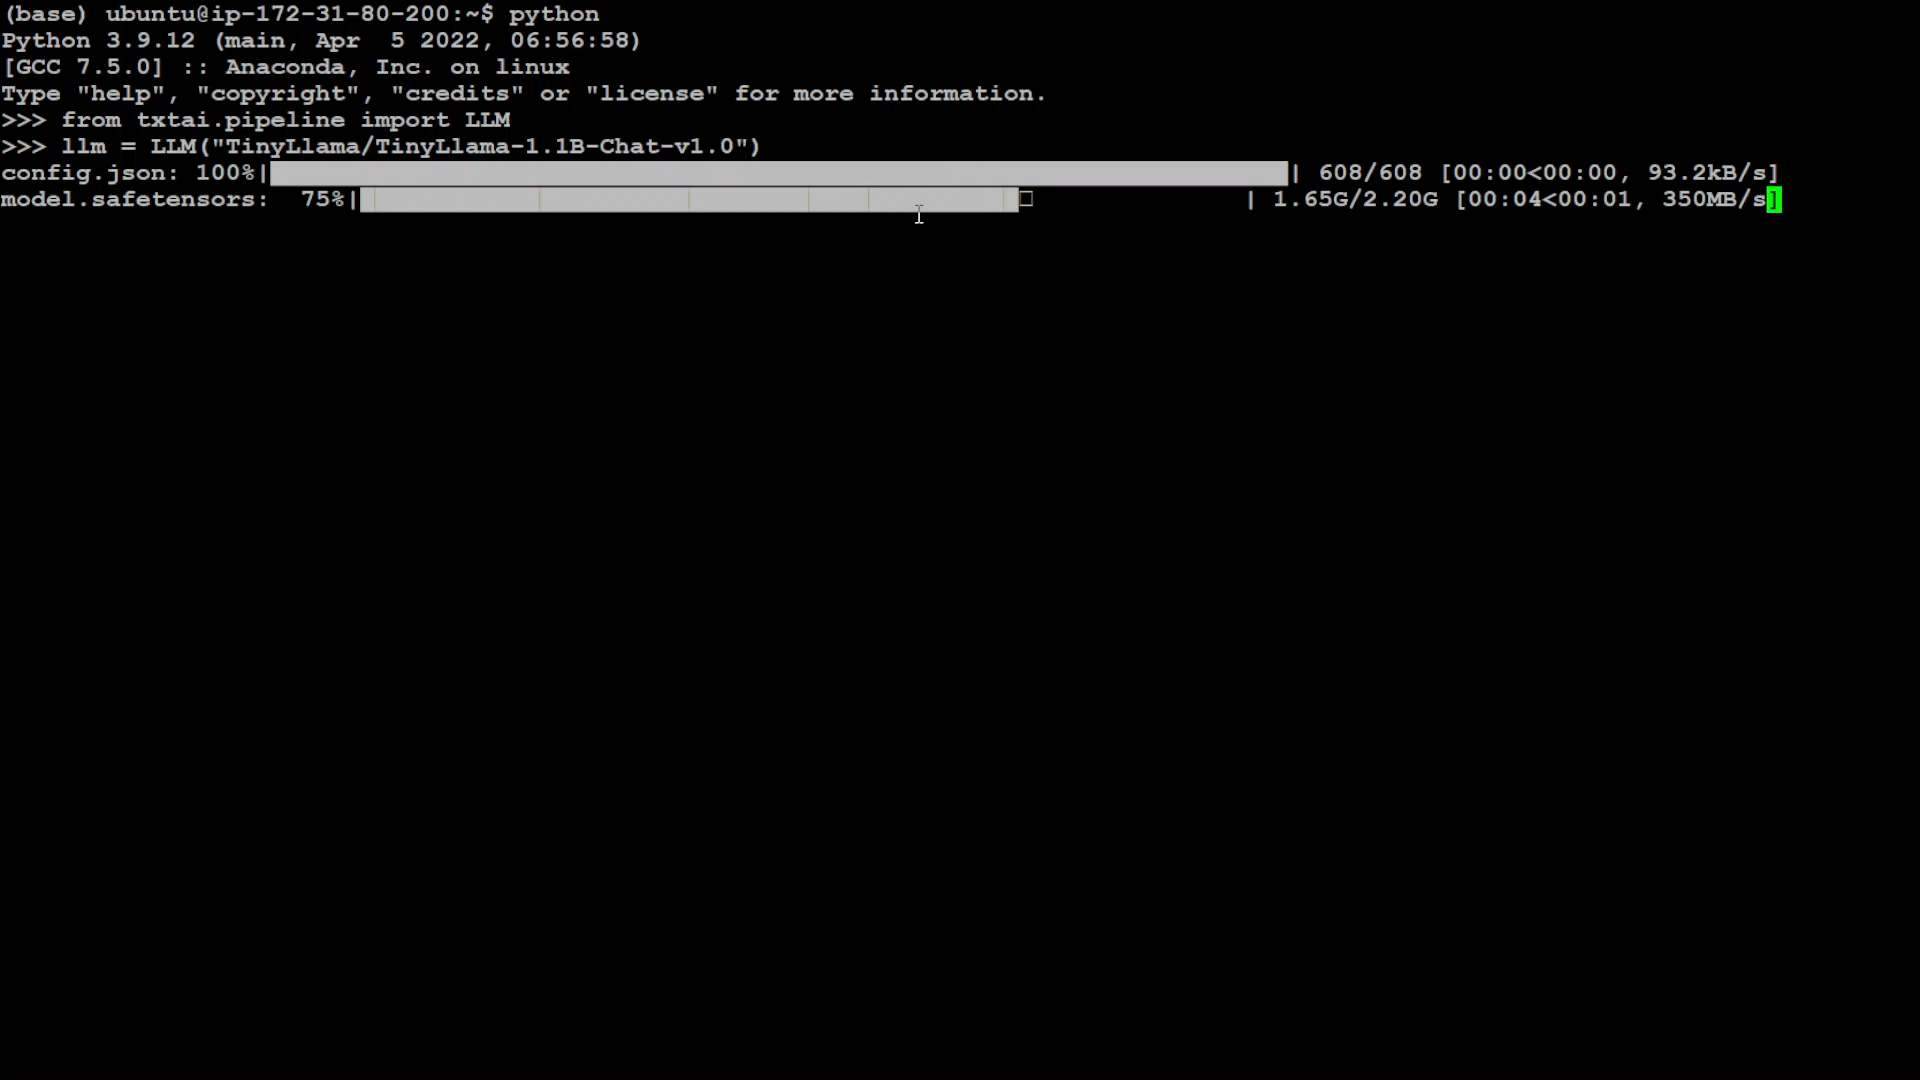 (base) ubuntu@ip-172-31-80-200:~$ python
Python 3.9.12 (main, Apr  5 2022, 06:56:58)
[GCC 7.5.0] :: Anaconda, Inc. on linux
Type "help", "copyright", "credits" or "license" for more information.
>>> from txtai.pipeline import LLM
>>> llm = LLM("TinyLlama/TinyLlama-1.1B-Chat-v1.0")
config.json: 100%| | 608/608 [00:00<00:00, 93.2kB/s]
model.safetensors:  75%| | 1.65G/2.20G [00:04<00:01, 350MB/s]